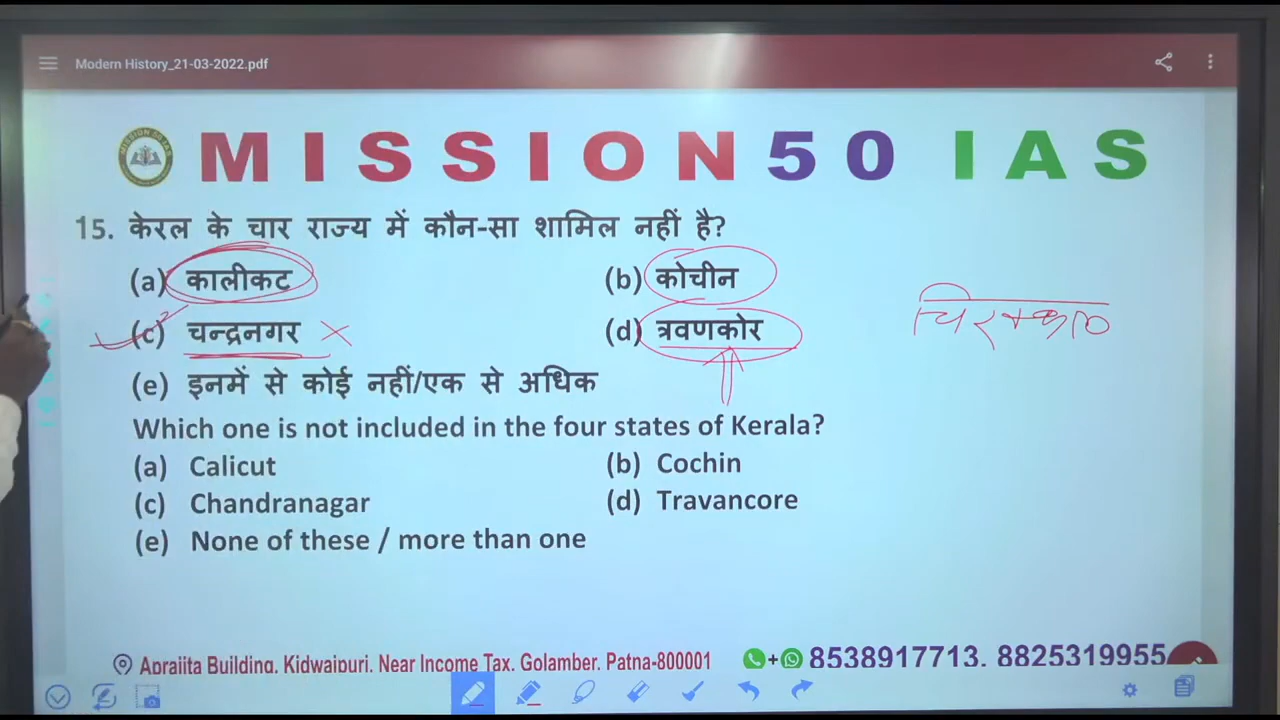 Modern History_21-03-2022.pdf
MISSION 50 IAS
15. केरल के चार राज्य में कौन-सा शामिल नहीं है?
(a) कालीकट (b) कोचीन
(c) चन्द्रनगर (d) त्रवणकोर
(e) इनमें से कोई नहीं/एक से अधिक
Which one is not included in the four states of Kerala?
(a) Calicut (b) Cochin
(c) Chandranagar (d) Travancore
(e) None of these / more than one
Aprajita Building, Kidwaipuri, Near Income Tax, Golamber, Patna-800001 + 8538917713, 8825319955